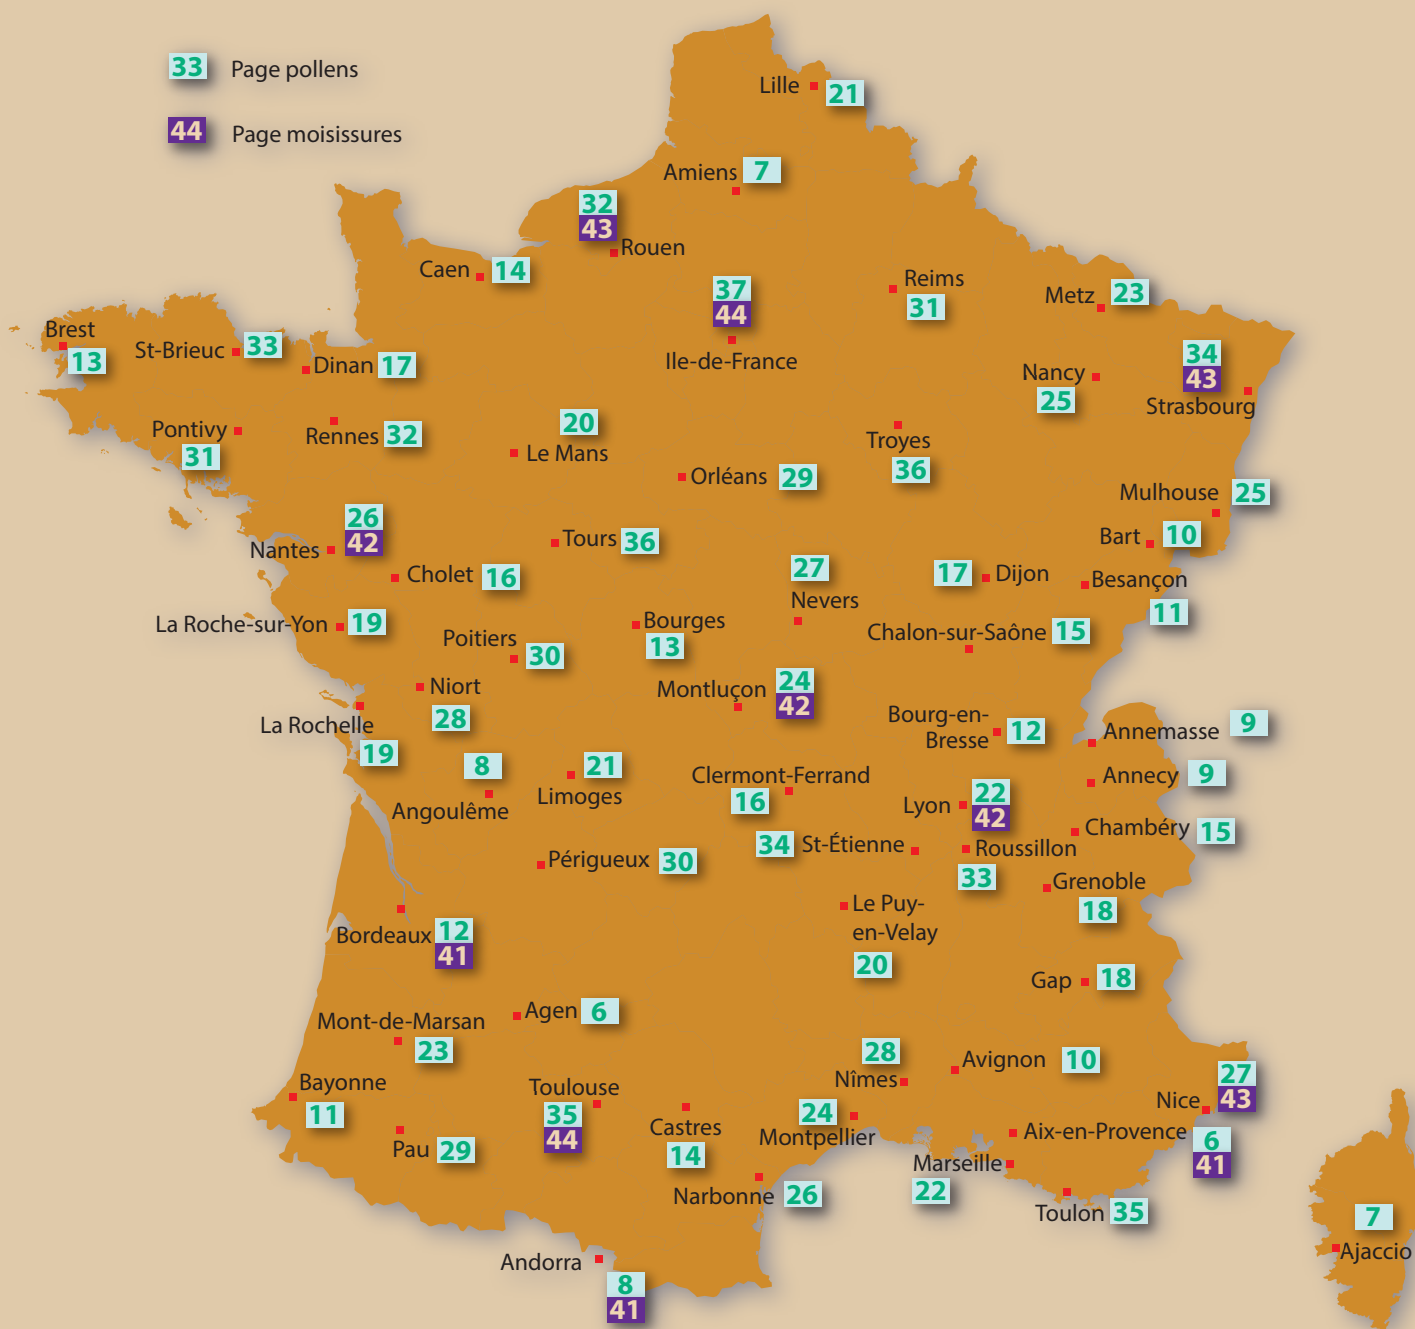 33 Page pollens
44 Page moisissures
Lille 21
Amiens 7
32
43
Rouen
Caen 14
37
44
Ile-de-France
Reims
31
Metz 23
Brest
13
St-Brieuc 33
Dinan 17
34
43
Strasbourg
Nancy
25
Pontivy
31
Rennes 32
20
Le Mans
Troyes
36
Orléans 29
Mulhouse 25
Bart 10
26
42
Nantes
Tours 36
Cholet 16
27
Nevers
17 Dijon
Besançon
11
La Roche-sur-Yon 19
Poitiers
30
Bourges
13
Chalon-sur-Saône 15
Niort
28
Montluçon 24
42
La Rochelle
19
Bourg-en-
Bresse 12
Annemasse 9
8
Angoulême
21
Limoges
Clermont-Ferrand
16
Lyon 22
42
Annecy 9
Chambéry 15
34 St-Étienne
Roussillon
33
Périgueux 30
Grenoble
18
Le Puy-
en-Velay
20
Bordeaux 12
41
Gap 18
Agen 6
Mont-de-Marsan
23
28
Nîmes
Avignon 10
Bayonne
11
Toulouse
35
44
27
43
Nice
Pau 29
Castres
14
24
Montpellier
Aix-en-Provence 6
41
Marseille
22
Narbonne 26
Toulon 35
7
Ajaccio
Andorra
8
41